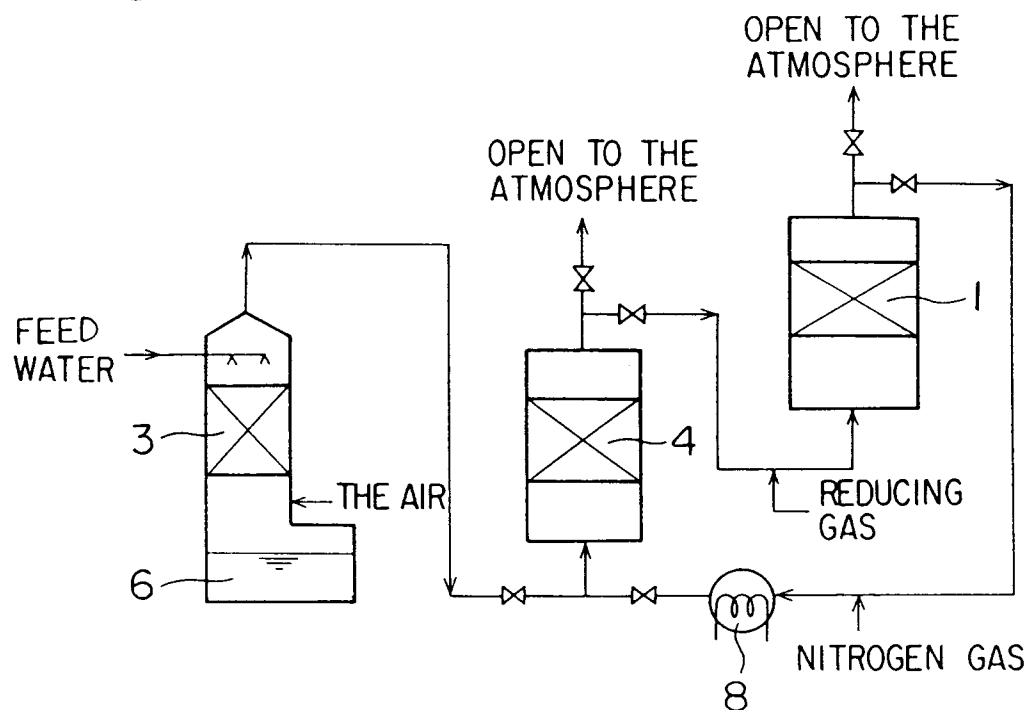 OPEN TO THE
ATMOSPHERE
OPEN TO THE
ATMOSPHERE
1
FEED
WATER
3
4
THE AIR
REDUCING
GAS
6
8
NITROGEN GAS